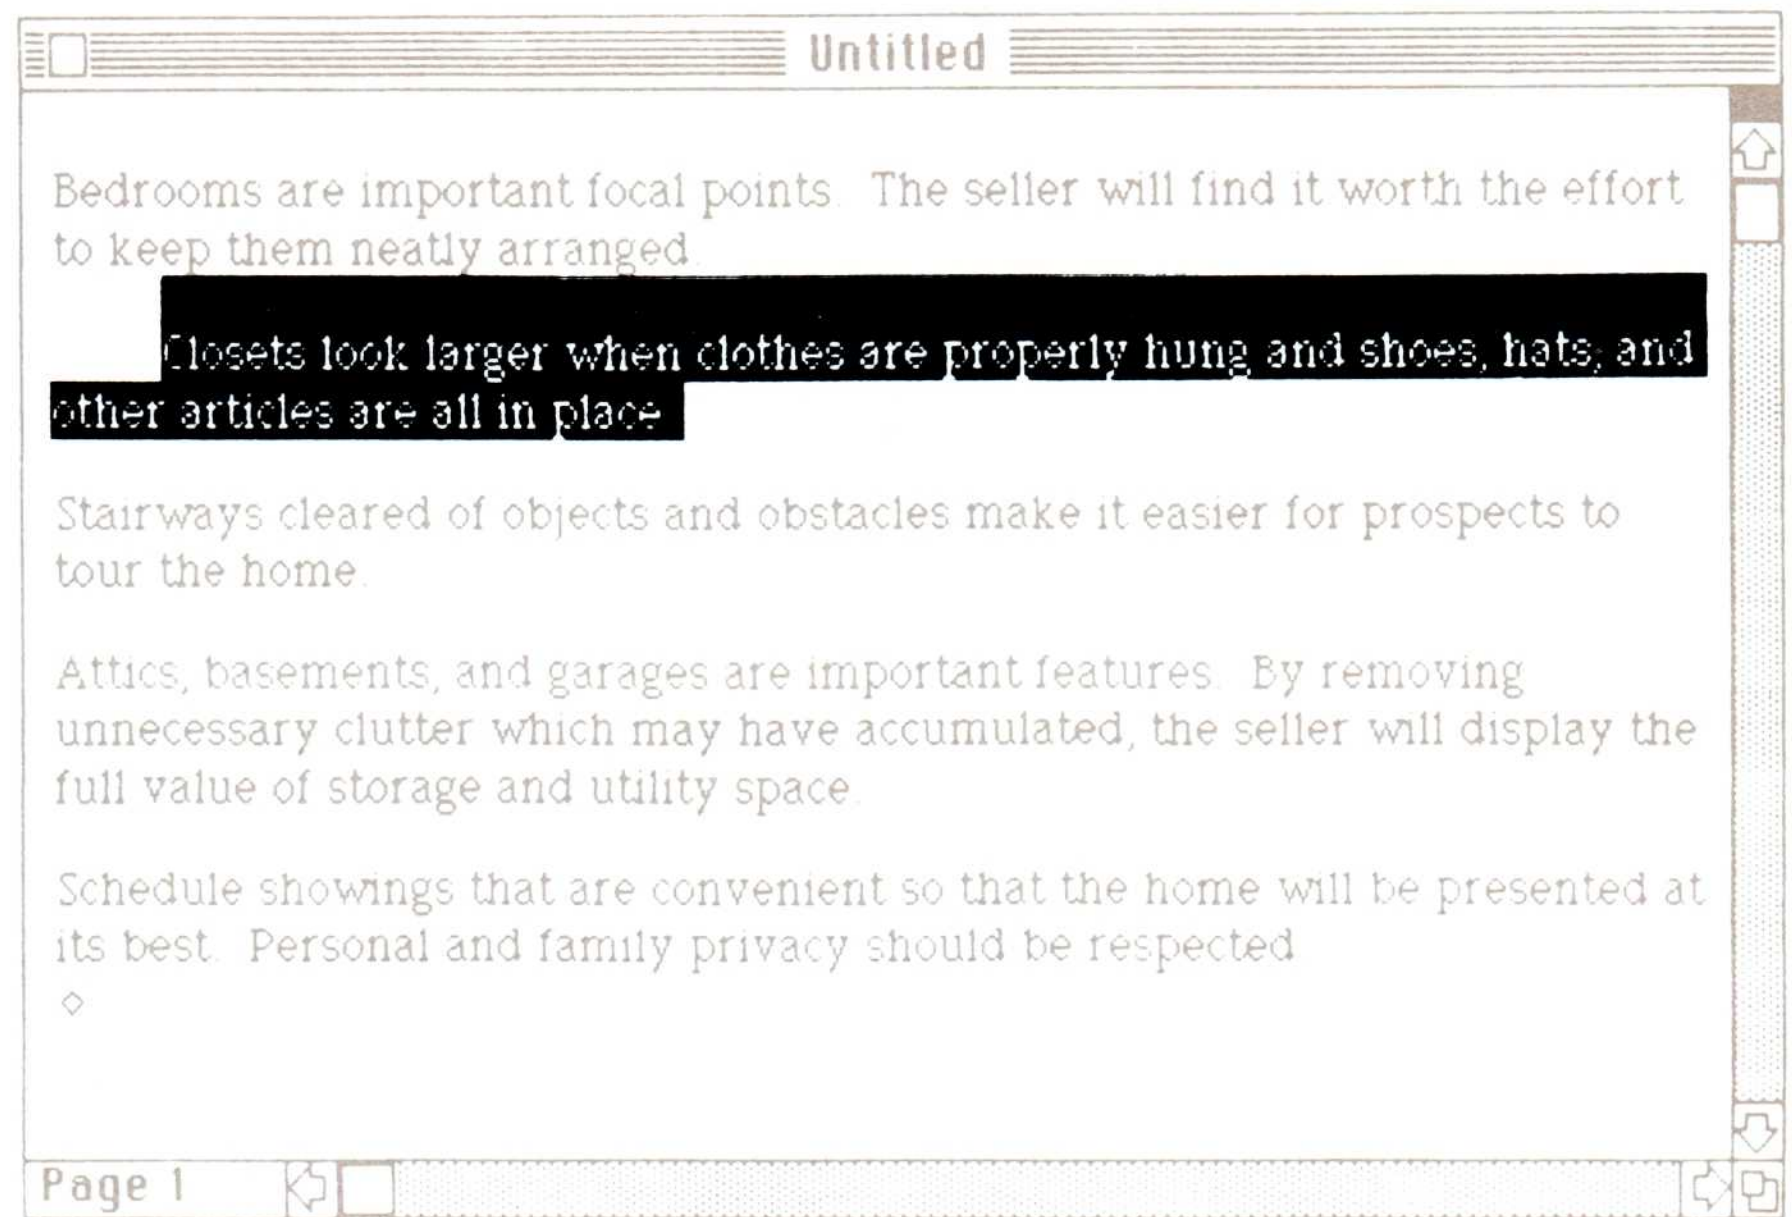 Untitled
Bedrooms are important focal points. The seller will find it worth the effort
to keep them neatly arranged.
Closets look larger when clothes are properly hung and shoes, hats, and
other articles are all in place.
Stairways cleared of objects and obstacles make it easier for prospects to
tour the home.
Attics, basements, and garages are important features. By removing
unnecessary clutter which may have accumulated, the seller will display the
full value of storage and utility space.
Schedule showings that are convenient so that the home will be presented at
its best. Personal and family privacy should be respected
Page 1